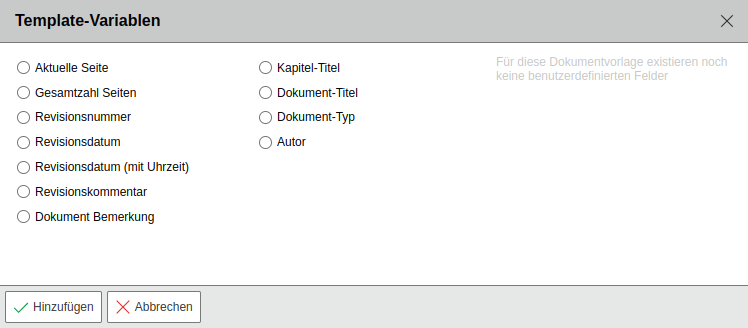 Template-Variablen
Aktuelle Seite
Gesamtzahl Seiten
Revisionsnummer
Revisionsdatum
Revisionsdatum (mit Uhrzeit)
Revisionskommentar
Dokument Bemerkung
Kapitel-Titel
Dokument-Titel
Dokument-Typ
Autor
Für diese Dokumentvorlage existieren noch
keine benutzerdefinierten Felder
Hinzufügen
Abbrechen